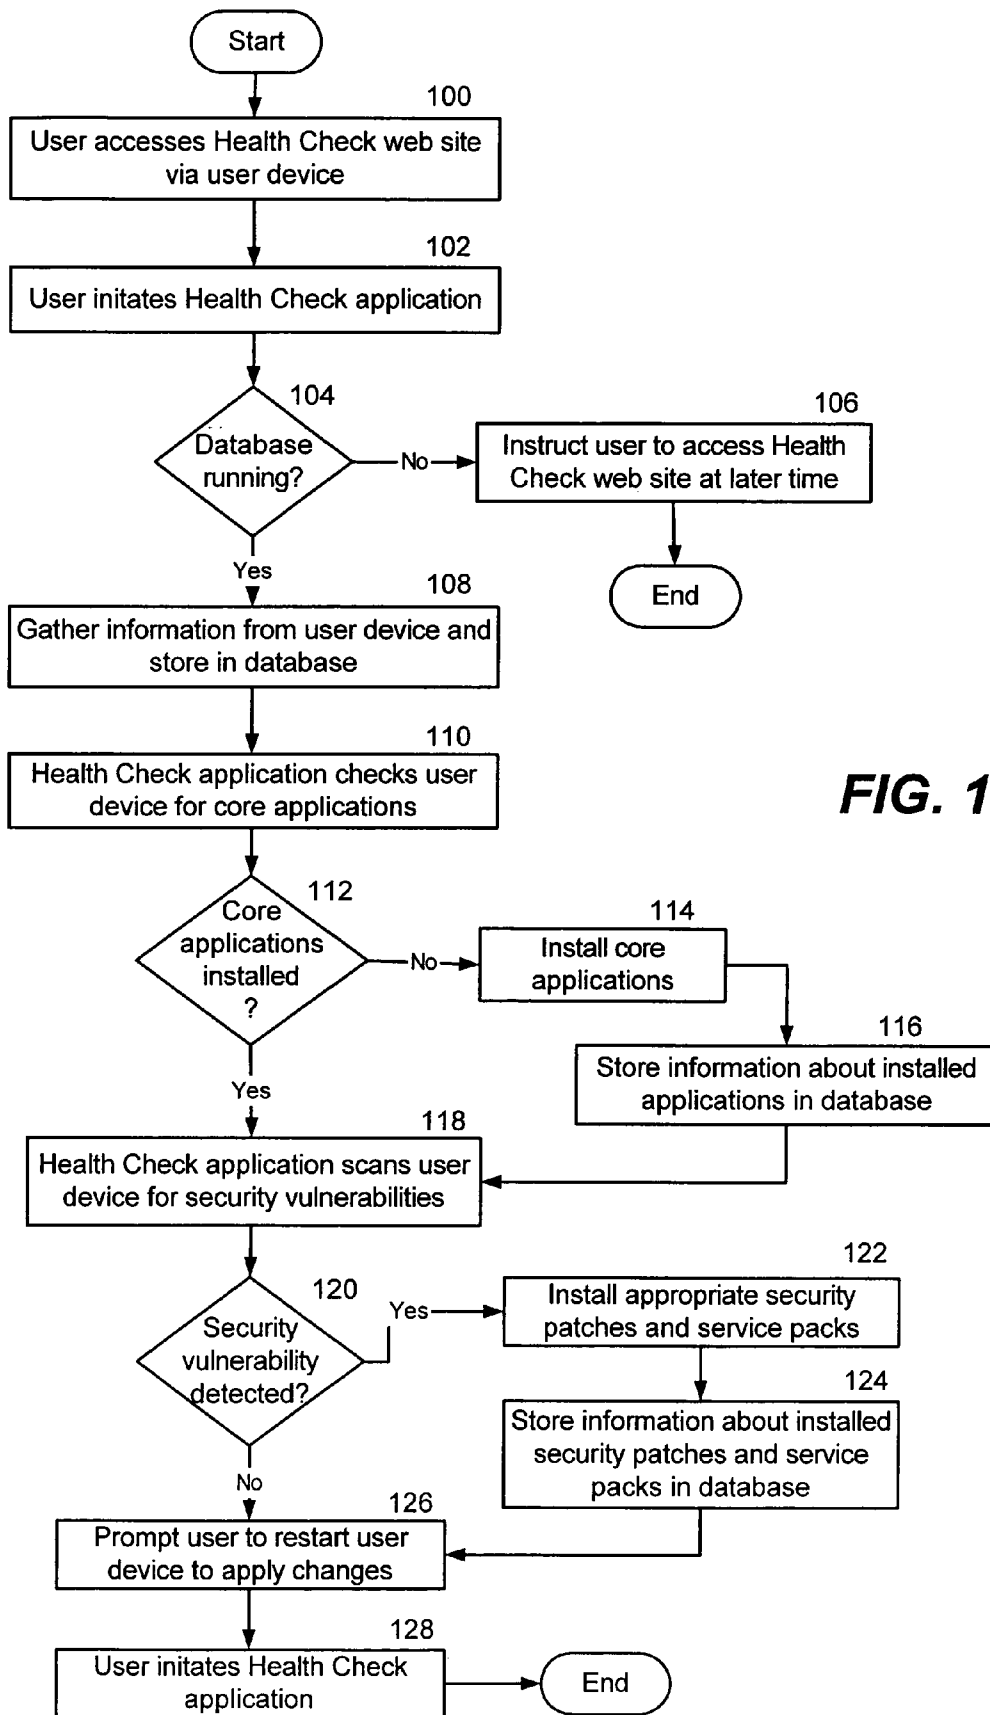 Start
100
User accesses Health Check web site
via user device
102
User initates Health Check application
104
Database
running?
No
106
Instruct user to access Health
Check web site at later time
End
Yes
108
Gather information from user device and
store in database
110
Health Check application checks user
device for core applications
FIG. 1
112
Core
applications
installed
?
No
114
Install core
applications
116
Store information about installed
applications in database
Yes
118
Health Check application scans user
device for security vulnerabilities
120
Security
vulnerability
detected?
Yes
122
Install appropriate security
patches and service packs
124
Store information about installed
security patches and service
packs in database
No
126
Prompt user to restart user
device to apply changes
128
User initates Health Check
application
End